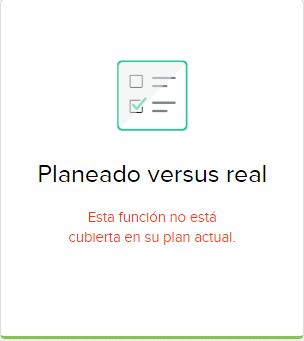 Planeado versus real
Esta función no está
cubierta en su plan actual.